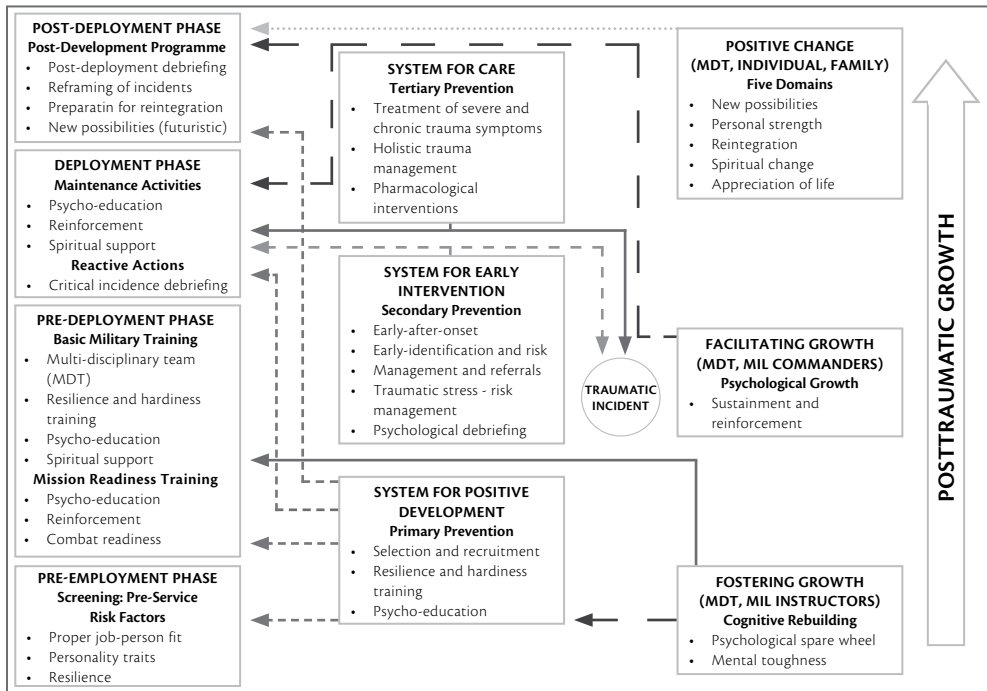 POST-DEPLOYMENT PHASE
Post-Development Programme
• Post-deployment debriefing
• Reframing of incidents
• Preparatin for reintegration
• New possibilities (futuristic)
DEPLOYMENT PHASE
Maintenance Activities
• Psycho-education
• Reinforcement
• Spiritual support
Reactive Actions
• Critical incidence debriefing
PRE-DEPLOYMENT PHASE
Basic Military Training
• Multi-disciplinary team
(MDT)
• Resilience and hardiness
training
• Psycho-education
• Spiritual support
Mission Readiness Training
• Psycho-education
• Reinforcement
• Combat readiness
PRE-EMPLOYMENT PHASE
Screening: Pre-Service
Risk Factors
• Proper job-person fit
• Personality traits
• Resilience
SYSTEM FOR CARE
Tertiary Prevention
• Treatment of severe and
chronic trauma symptoms
• Holistic trauma
management
• Pharmacological
interventions
SYSTEM FOR EARLY
INTERVENTION
Secondary Prevention
• Early-after-onset
• Early-identification and risk
• Management and referrals
• Traumatic stress - risk
management
• Psychological debriefing
SYSTEM FOR POSITIVE
DEVELOPMENT
Primary Prevention
• Selection and recruitment
• Resilience and hardiness
training
• Psycho-education
TRAUMATIC
INCIDENT
POSITIVE CHANGE
(MDT, INDIVIDUAL, FAMILY)
Five Domains
• New possibilities
• Personal strength
• Reintegration
• Spiritual change
• Appreciation of life
FACILITATING GROWTH
(MDT, MIL COMMANDERS)
Psychological Growth
• Sustainment and
reinforcement
FOSTERING GROWTH
(MDT, MIL INSTRUCTORS)
Cognitive Rebuilding
• Psychological spare wheel
• Mental toughness
POSTTRAUMATIC GROWTH